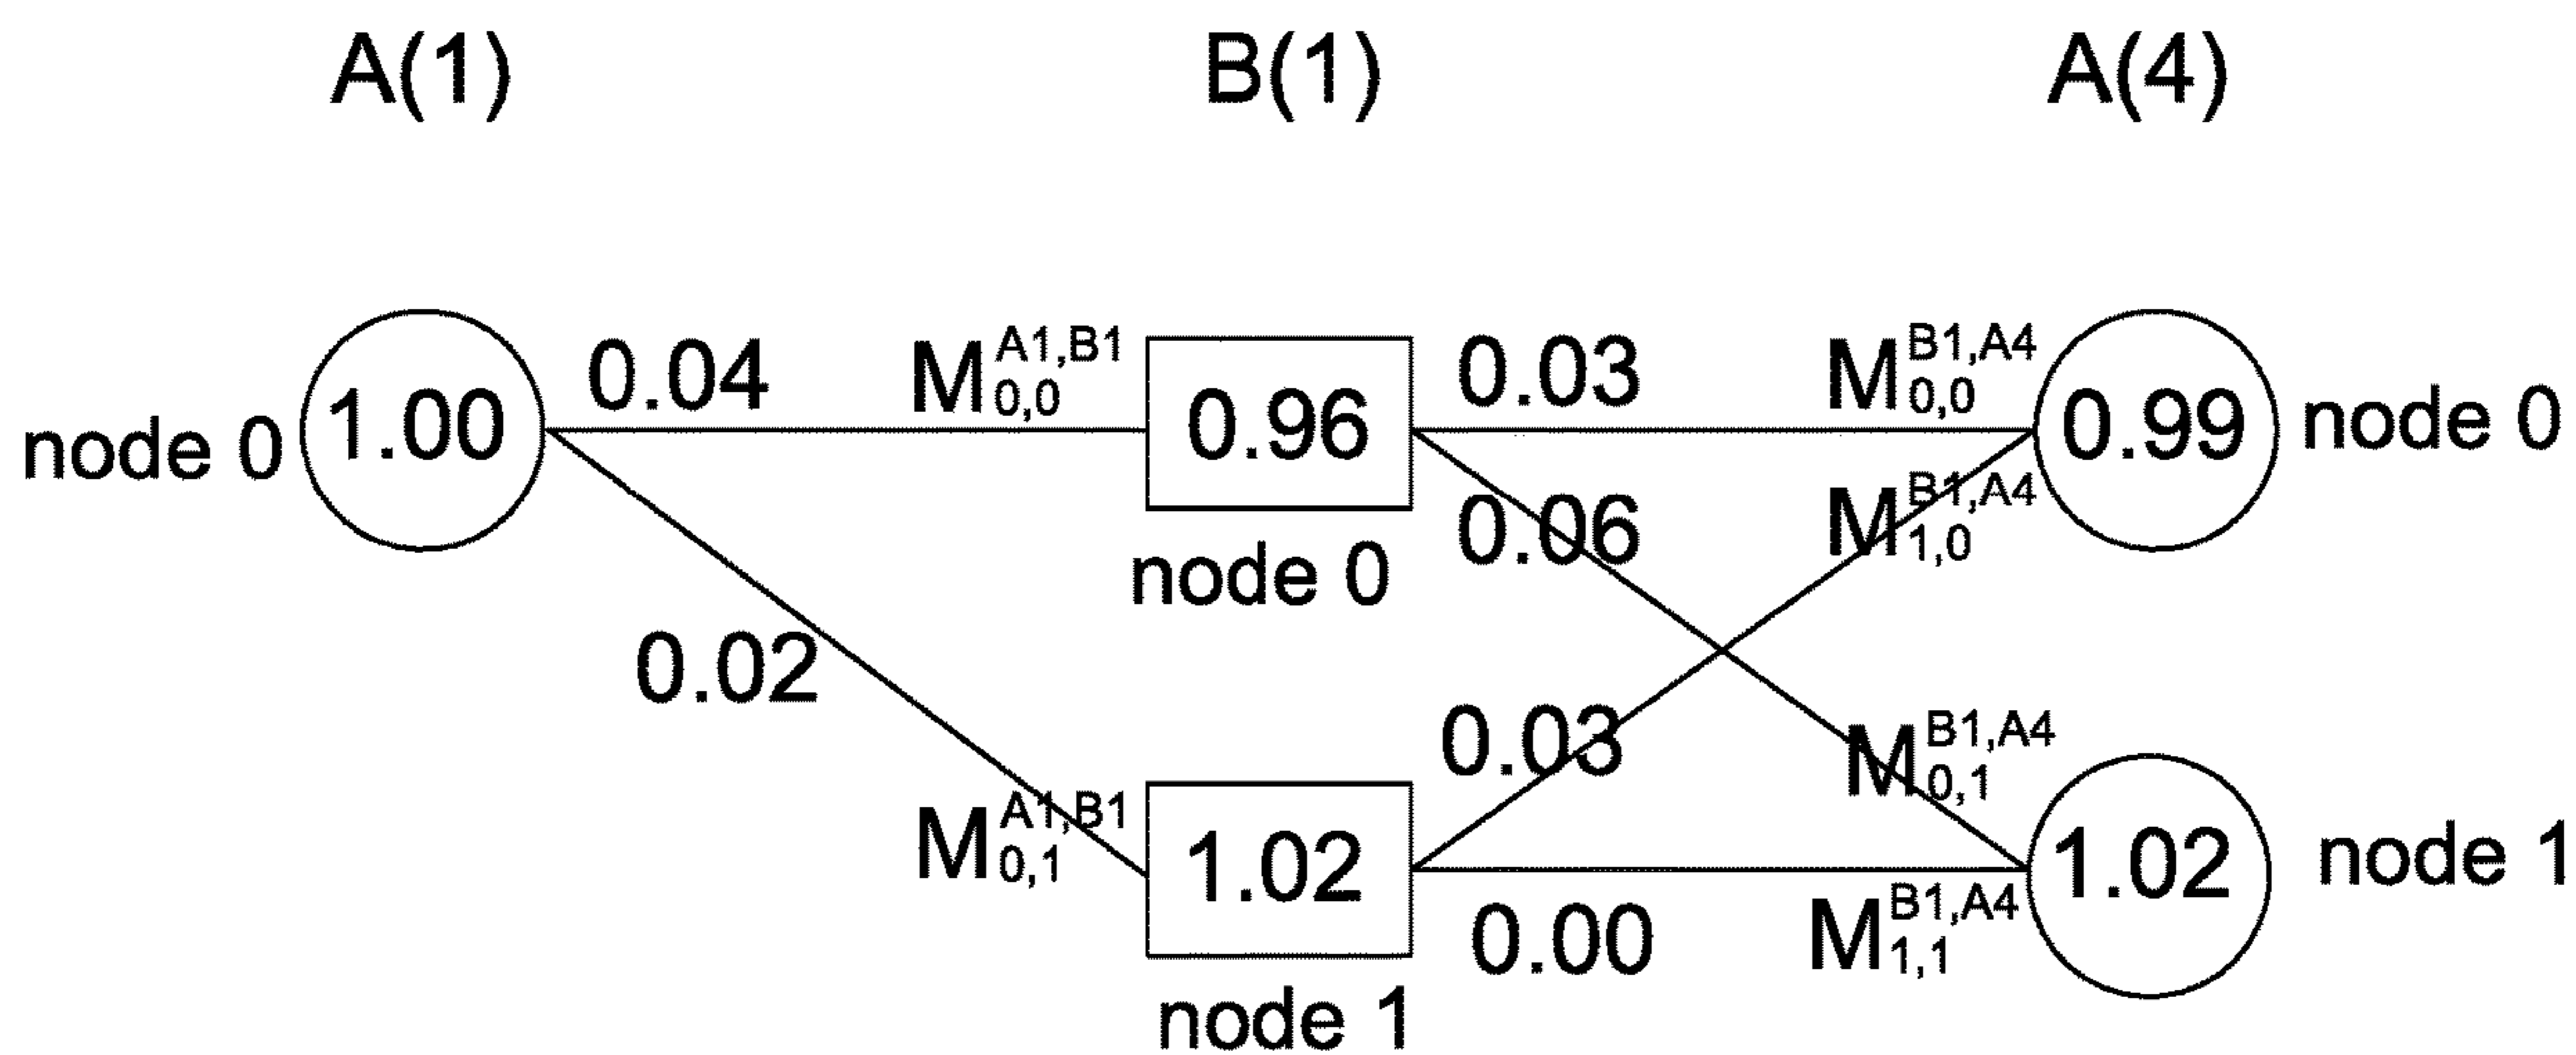 A(1) B(1) A(4)
node 0 1.00 0.04 M A1,B1 0,0 0.96 0.03 M B1,A4 0,0 0.99 node 0
0.06 M B1,A4 1,0
node 0
0.02
0.03 M B1,A4 0,1
M A1,B1 0,1 1.02 1.02 node 1
0.00 M B1,A4 1,1
node 1